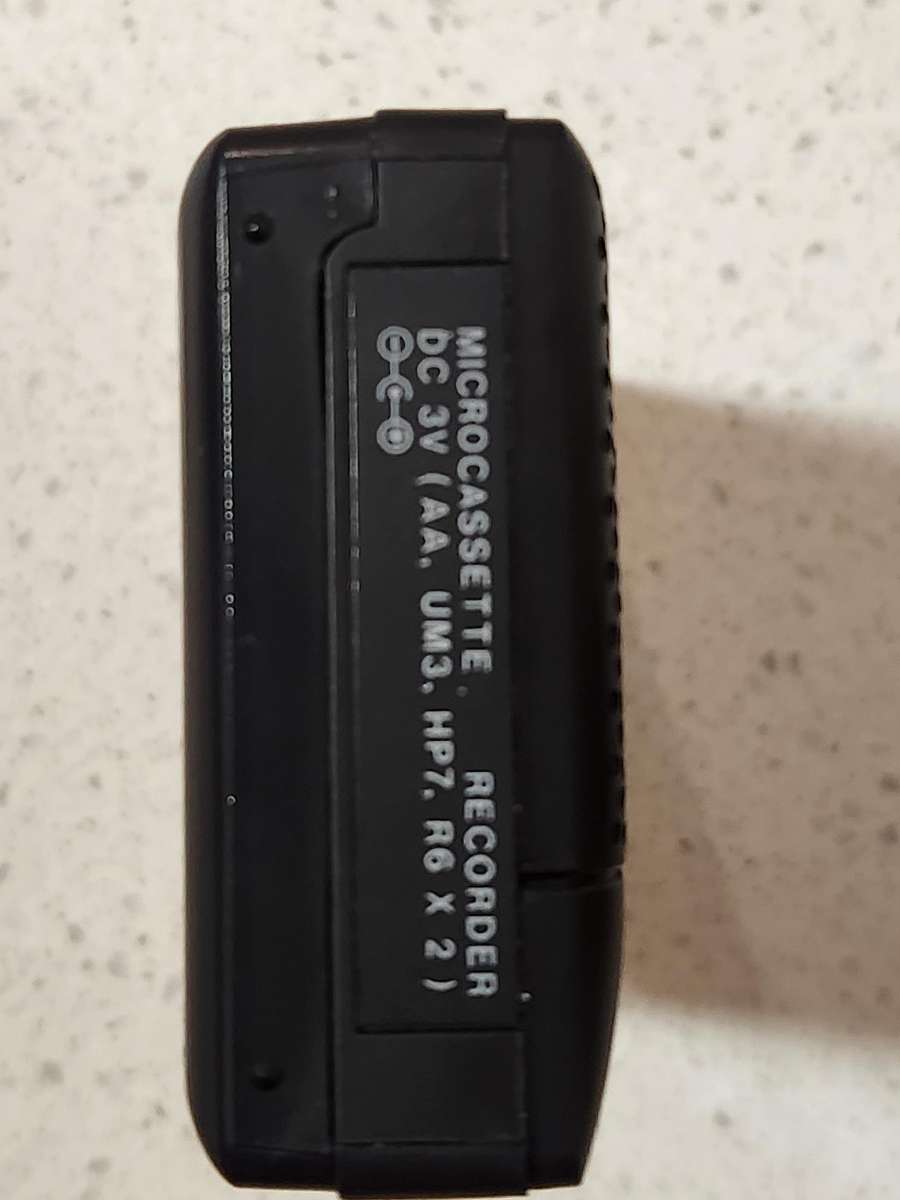 MICROCASSETTE. RECORDER
DC 3V (AA. UM3. HP7. R6 X 2)